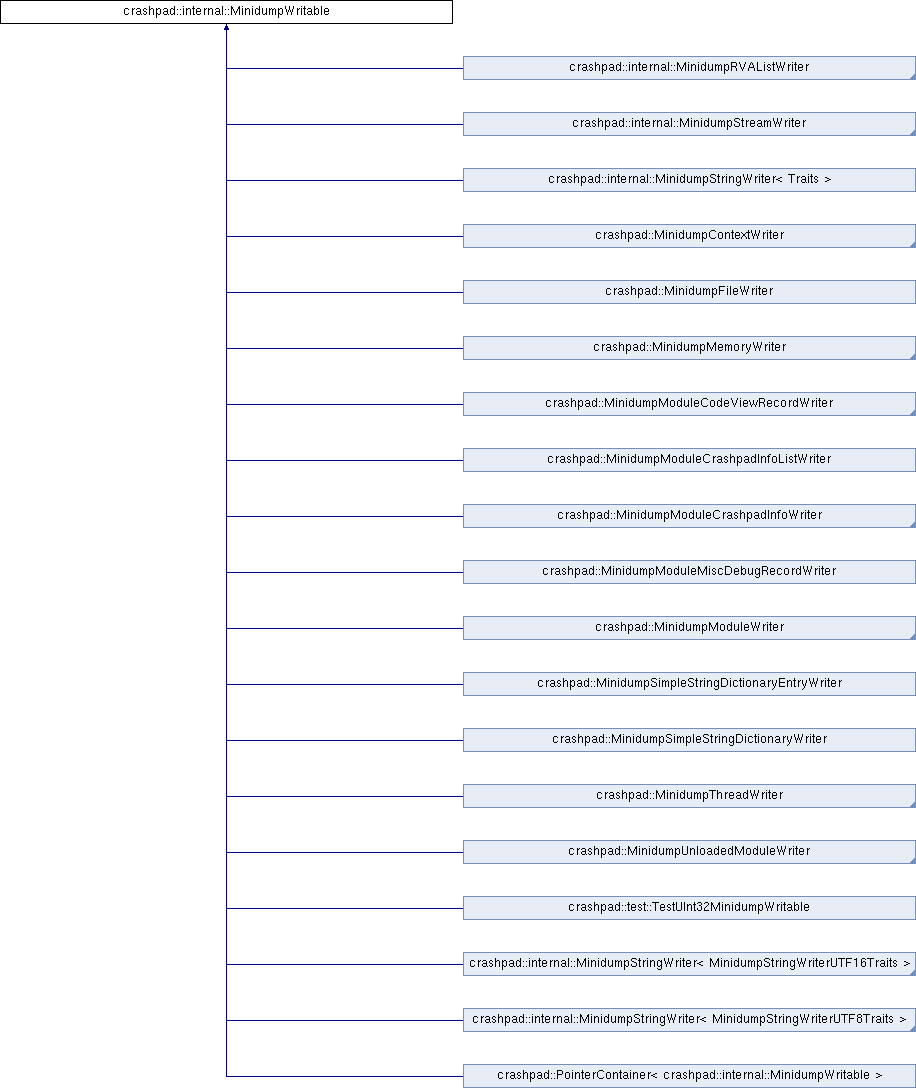 crashpad::internal::MinidumpWritable
crashpad::internal::MinidumpRVAListWriter
crashpad::internal::MinidumpStreamWriter
crashpad::internal::MinidumpStringWriter< Traits >
crashpad::MinidumpContextWriter
crashpad::MinidumpFileWriter
crashpad::MinidumpMemoryWriter
crashpad::MinidumpModuleCodeViewRecordWriter
crashpad::MinidumpModuleCrashpadInfoListWriter
crashpad::MinidumpModuleCrashpadInfoWriter
crashpad::MinidumpModuleMiscDebugRecordWriter
crashpad::MinidumpModuleWriter
crashpad::MinidumpSimpleStringDictionaryEntryWriter
crashpad::MinidumpSimpleStringDictionaryWriter
crashpad::MinidumpThreadWriter
crashpad::MinidumpUnloadedModuleWriter
crashpad::test::TestUInt32MinidumpWritable
crashpad::internal::MinidumpStringWriter< MinidumpStringWriterUTF16Traits >
crashpad::internal::MinidumpStringWriter< MinidumpStringWriterUTF8Traits >
crashpad::PointerContainer< crashpad::internal::MinidumpWritable >